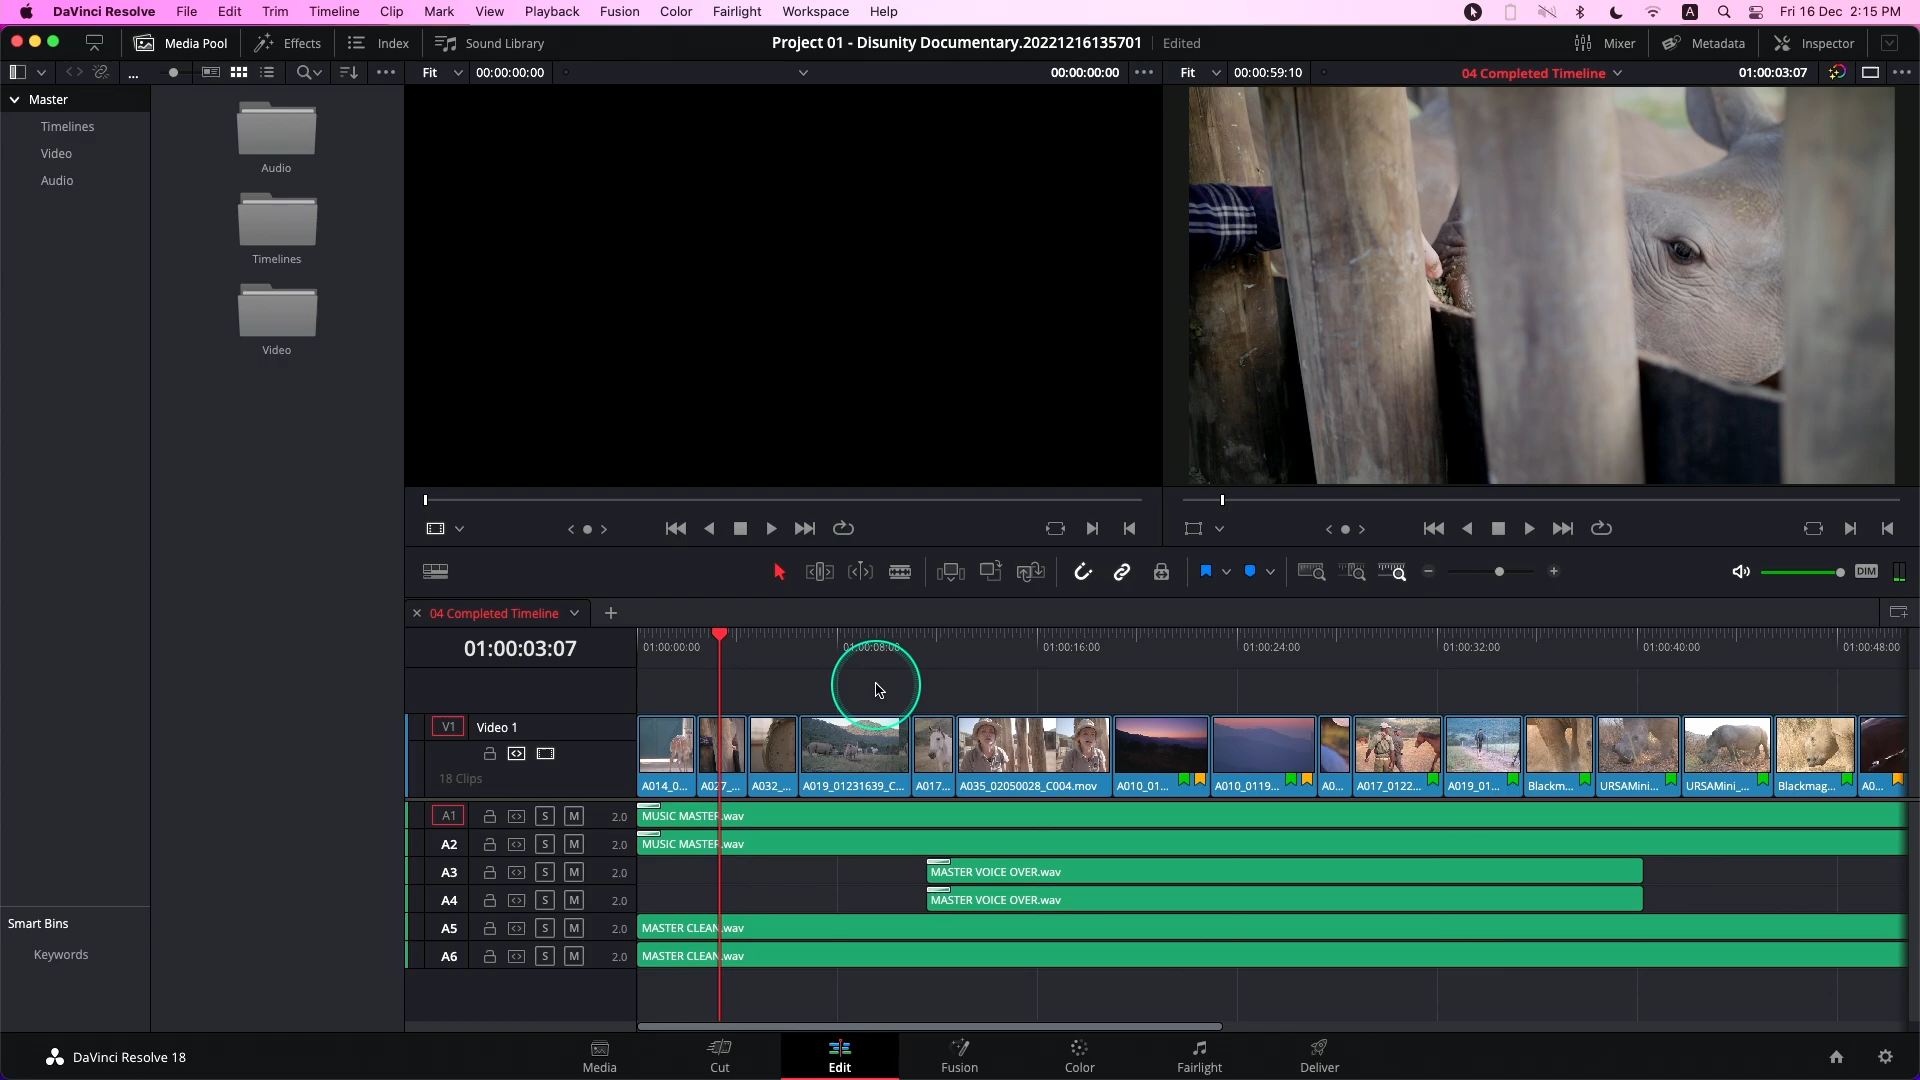 DaVinci Resolve File Edit Trim Timeline Clip Mark View Playback Fusion Color Fairlight Workspace Help A Fri 16 Dec 2:15 PM
Media Pool Effects Index Sound Library Project 01 - Disunity Documentary.20221216135701 Edited Mixer Metadata Inspector
... Fit 00:00:00:00 00:00:00:00 Fit 00:00:59:10 04 Completed Timeline 01:00:03:07
Master
Timelines
Video
Audio
Audio
Timelines
Video
DIM
04 Completed Timeline
01:00:03:07 01:00:00:00 01:00:08:00 01:00:16:00 01:00:24:00 01:00:32:00 01:00:40:00 01:00:48:00
V1 Video 1
18 Clips
A014_0... A027_... A032_... A019_01231639_C... A017... A035_02050028_C004.mov A010_01... A010_0119... A0... A017_0122... A019_01... Blackm... URSAMini... URSAMini_... Blackmag... A0...
A1 S M 2.0 MUSIC MASTER.wav
A2 S M 2.0 MUSIC MASTER.wav
A3 S M 2.0 MASTER VOICE OVER.wav
A4 S M 2.0 MASTER VOICE OVER.wav
A5 S M 2.0 MASTER CLEAN.wav
A6 S M 2.0 MASTER CLEAN.wav
Smart Bins
Keywords
DaVinci Resolve 18 Media Cut Edit Fusion Color Fairlight Deliver